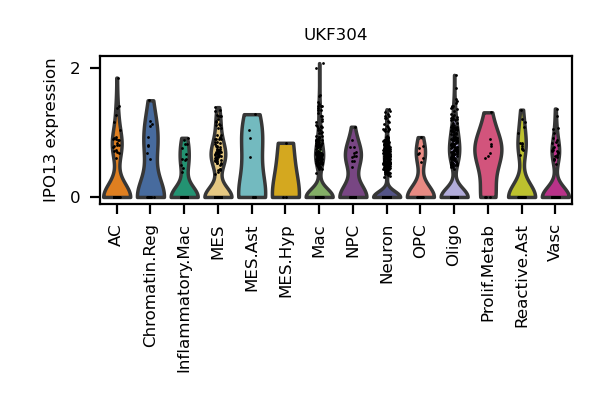 UKF304
IPO13 expression
2
0
AC
Chromatin.Reg
Inflammatory.Mac
MES
MES.Ast
MES.Hyp
Mac
NPC
Neuron
OPC
Oligo
Prolif.Metab
Reactive.Ast
Vasc